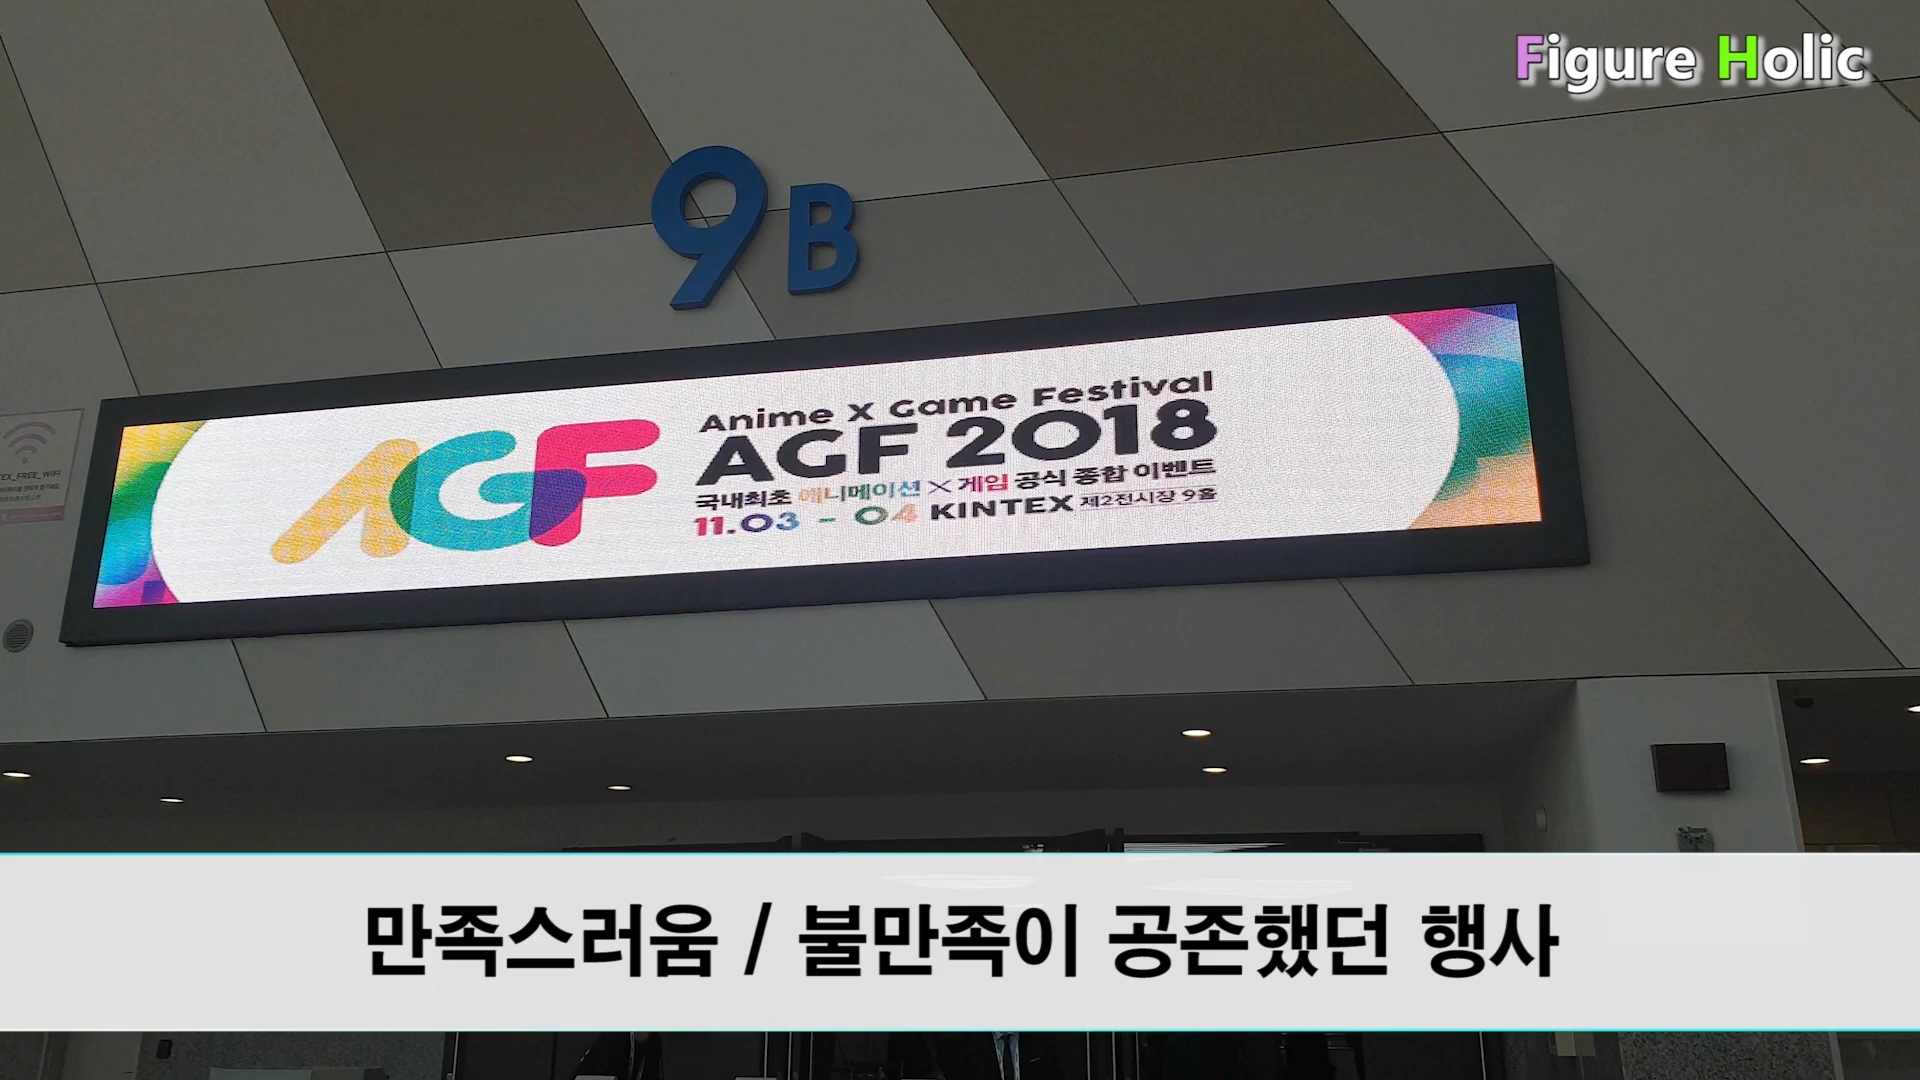 Figure Holic
9B
AGF
Anime X Game Festival
AGF 2018
국내최초 애니메이션 X 게임 공식 종합 이벤트
11.03 - 04 KINTEX 제2전시장 9홀
만족스러움 / 불만족이 공존했던 행사